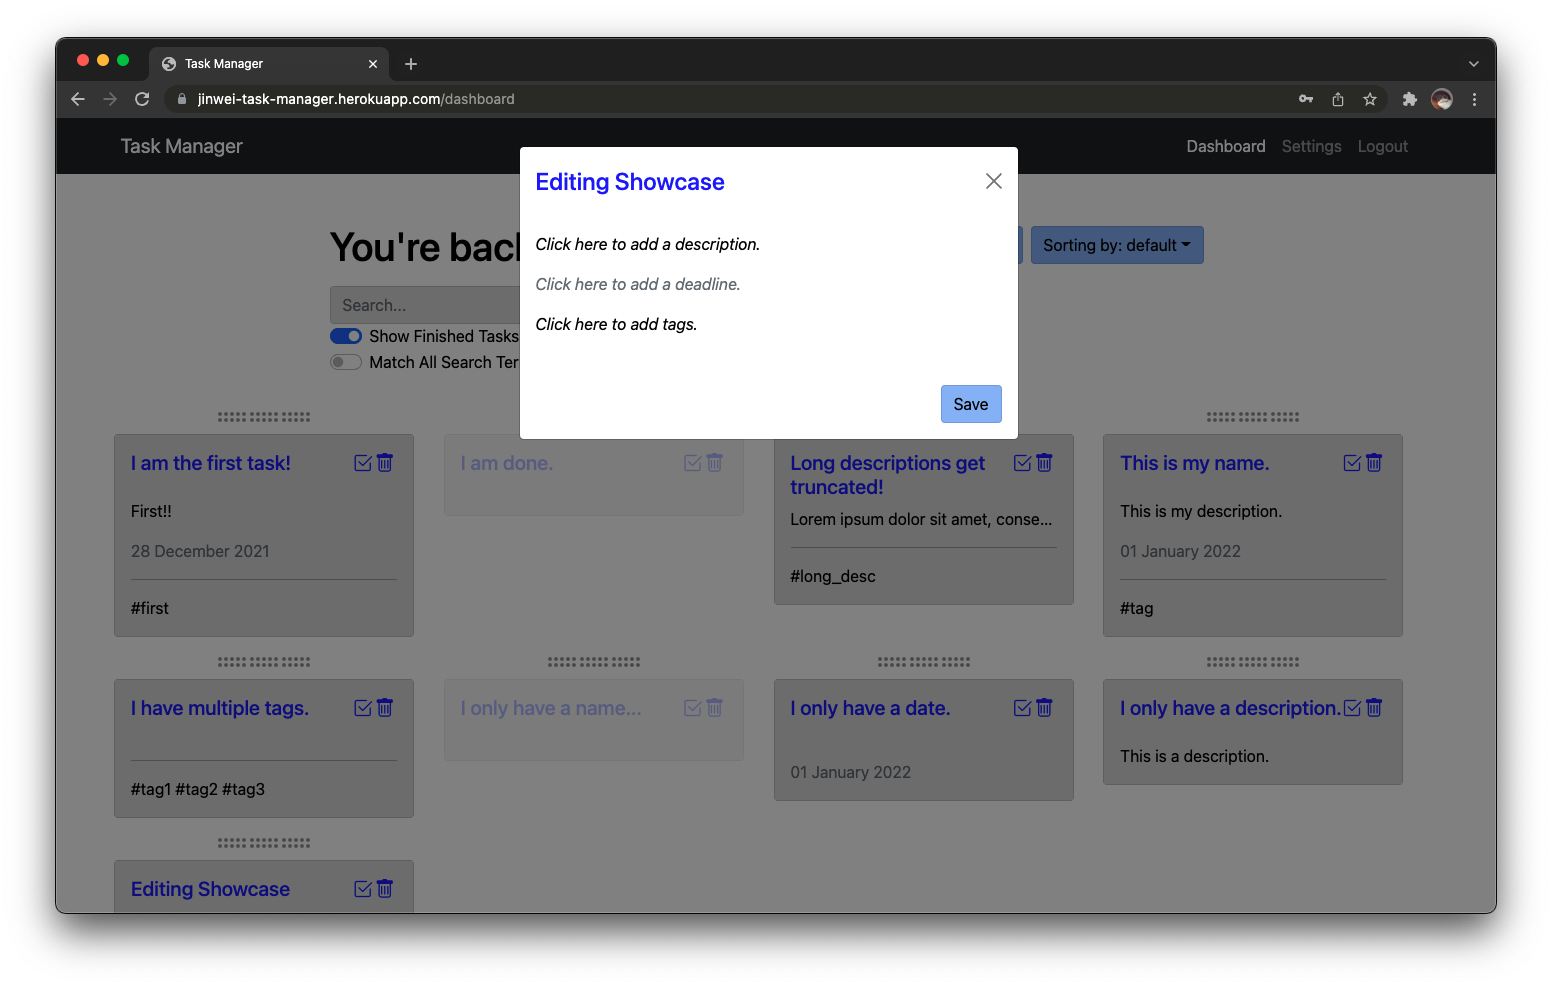 Task Manager
jinwei-task-manager.herokuapp.com/dashboard
Task Manager
Dashboard Settings Logout
Editing Showcase
Click here to add a description.
Click here to add a deadline.
Click here to add tags.
Save
You're back
Sorting by: default
Search...
Show Finished Tasks
Match All Search Ter
I am the first task!
First!!
28 December 2021
#first
I am done.
Long descriptions get
truncated!
Lorem ipsum dolor sit amet, conse...
#long_desc
This is my name.
This is my description.
01 January 2022
#tag
I have multiple tags.
#tag1 #tag2 #tag3
I only have a name...
I only have a date.
01 January 2022
I only have a description.
This is a description.
Editing Showcase